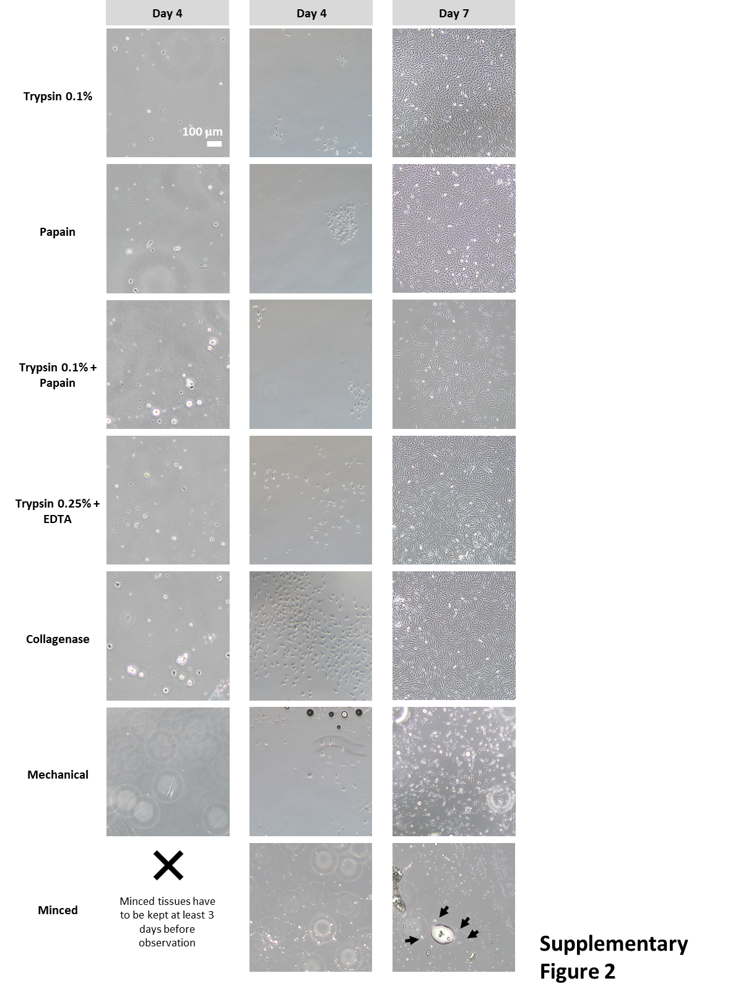 Day 4
Day 4
Day 7
Trypsin 0.1%
100 µm
Papain
Trypsin 0.1% +
Papain
Trypsin 0.25% +
EDTA
Collagenase
Mechanical
Minced
Minced tissues have
to be kept at least 3
days before
observation
Supplementary
Figure 2